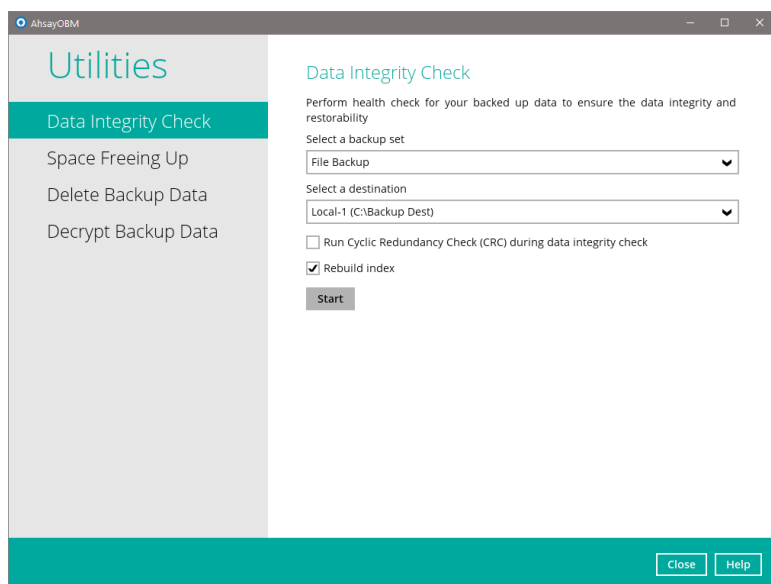 AhsayOBM
Utilities
Data Integrity Check
Space Freeing Up
Delete Backup Data
Decrypt Backup Data
Data Integrity Check
Perform health check for your backed up data to ensure the data integrity and
restorability
Select a backup set
File Backup
Select a destination
Local-1 (C:\Backup Dest)
Run Cyclic Redundancy Check (CRC) during data integrity check
Rebuild index
Start
Close Help